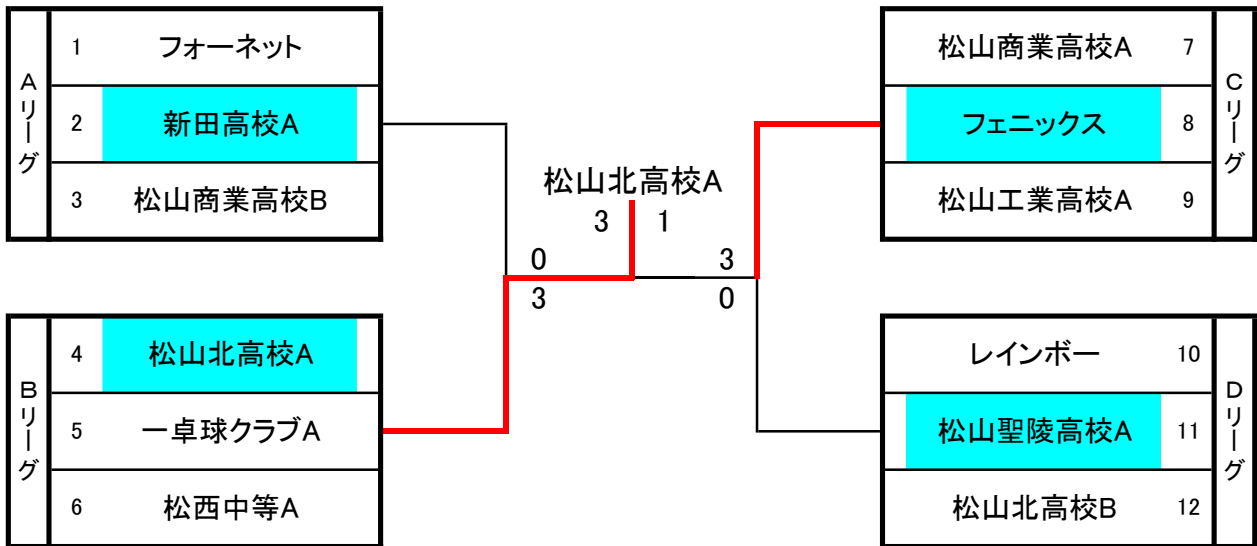 Aリーグ
1 フォーネット
2 新田高校A
3 松山商業高校B
Bリーグ
4 松山北高校A
5 一卓球クラブA
6 松西中等A
松山北高校A
3 1
0
3
3
0
松山商業高校A 7
フェニックス 8
松山工業高校A 9
Cリーグ
レインボー 10
松山聖陵高校A 11
松山北高校B 12
Dリーグ